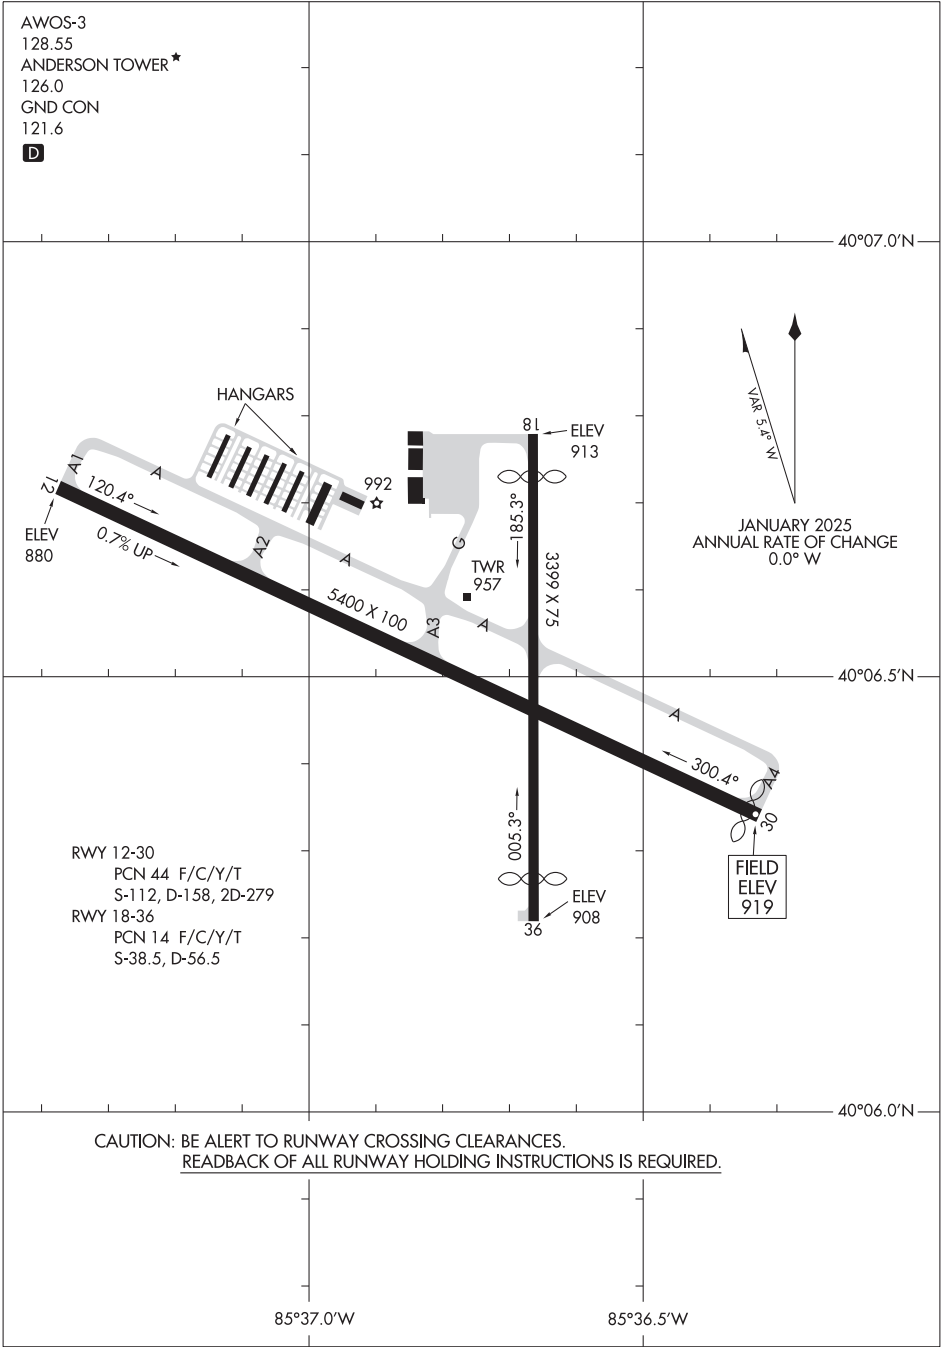 AWOS-3
128.55
ANDERSON TOWER★
126.0
GND CON
121.6
D
40°07.0'N
HANGARS
18
ELEV
913
VAR 5.4° W
A1
A
992
12
120.4°
185.3°
JANUARY 2025
ANNUAL RATE OF CHANGE
0.0° W
ELEV
880
0.7% UP
A2
A
G
TWR
957
3399 X 75
5400 X 100
A3
A
40°06.5'N
A
300.4°
A4
30
005.3°
FIELD
ELEV
919
RWY 12-30
PCN 44 F/C/Y/T
S-112, D-158, 2D-279
RWY 18-36
PCN 14 F/C/Y/T
S-38.5, D-56.5
ELEV
908
36
40°06.0'N
CAUTION: BE ALERT TO RUNWAY CROSSING CLEARANCES.
READBACK OF ALL RUNWAY HOLDING INSTRUCTIONS IS REQUIRED.
85°37.0'W
85°36.5'W